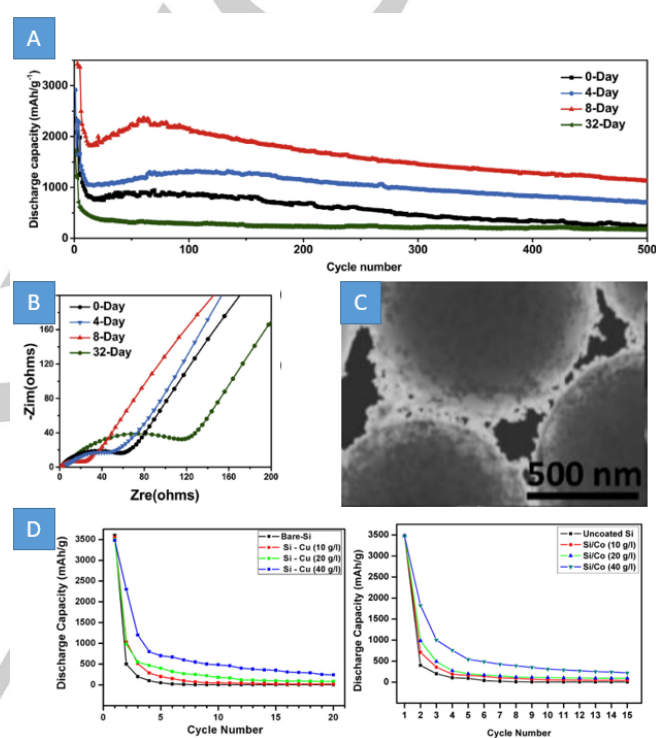 A
Discharge capacity (mAh/g⁻¹)
3000
2000
1000
0
0-Day
4-Day
8-Day
32-Day
0
100
200
300
400
500
Cycle number
B
-Zim(ohms)
160
120
80
40
0
0-Day
4-Day
8-Day
32-Day
0
40
80
120
160
200
Zre(ohms)
C
500 nm
D
Discharge Capacity (mAh/g)
3500
3000
2500
2000
1500
1000
500
0
Bare-Si
Si - Cu (10 g/l)
Si - Cu (20 g/l)
Si - Cu (40 g/l)
0
5
10
15
20
Cycle Number
Discharge Capacity (mAh/g)
3500
3000
2500
2000
1500
1000
500
0
Uncoated Si
Si/Co (10 g/l)
Si/Co (20 g/l)
Si/Co (40 g/l)
1 2 3 4 5 6 7 8 9 10 11 12 13 14 15
Cycle Number